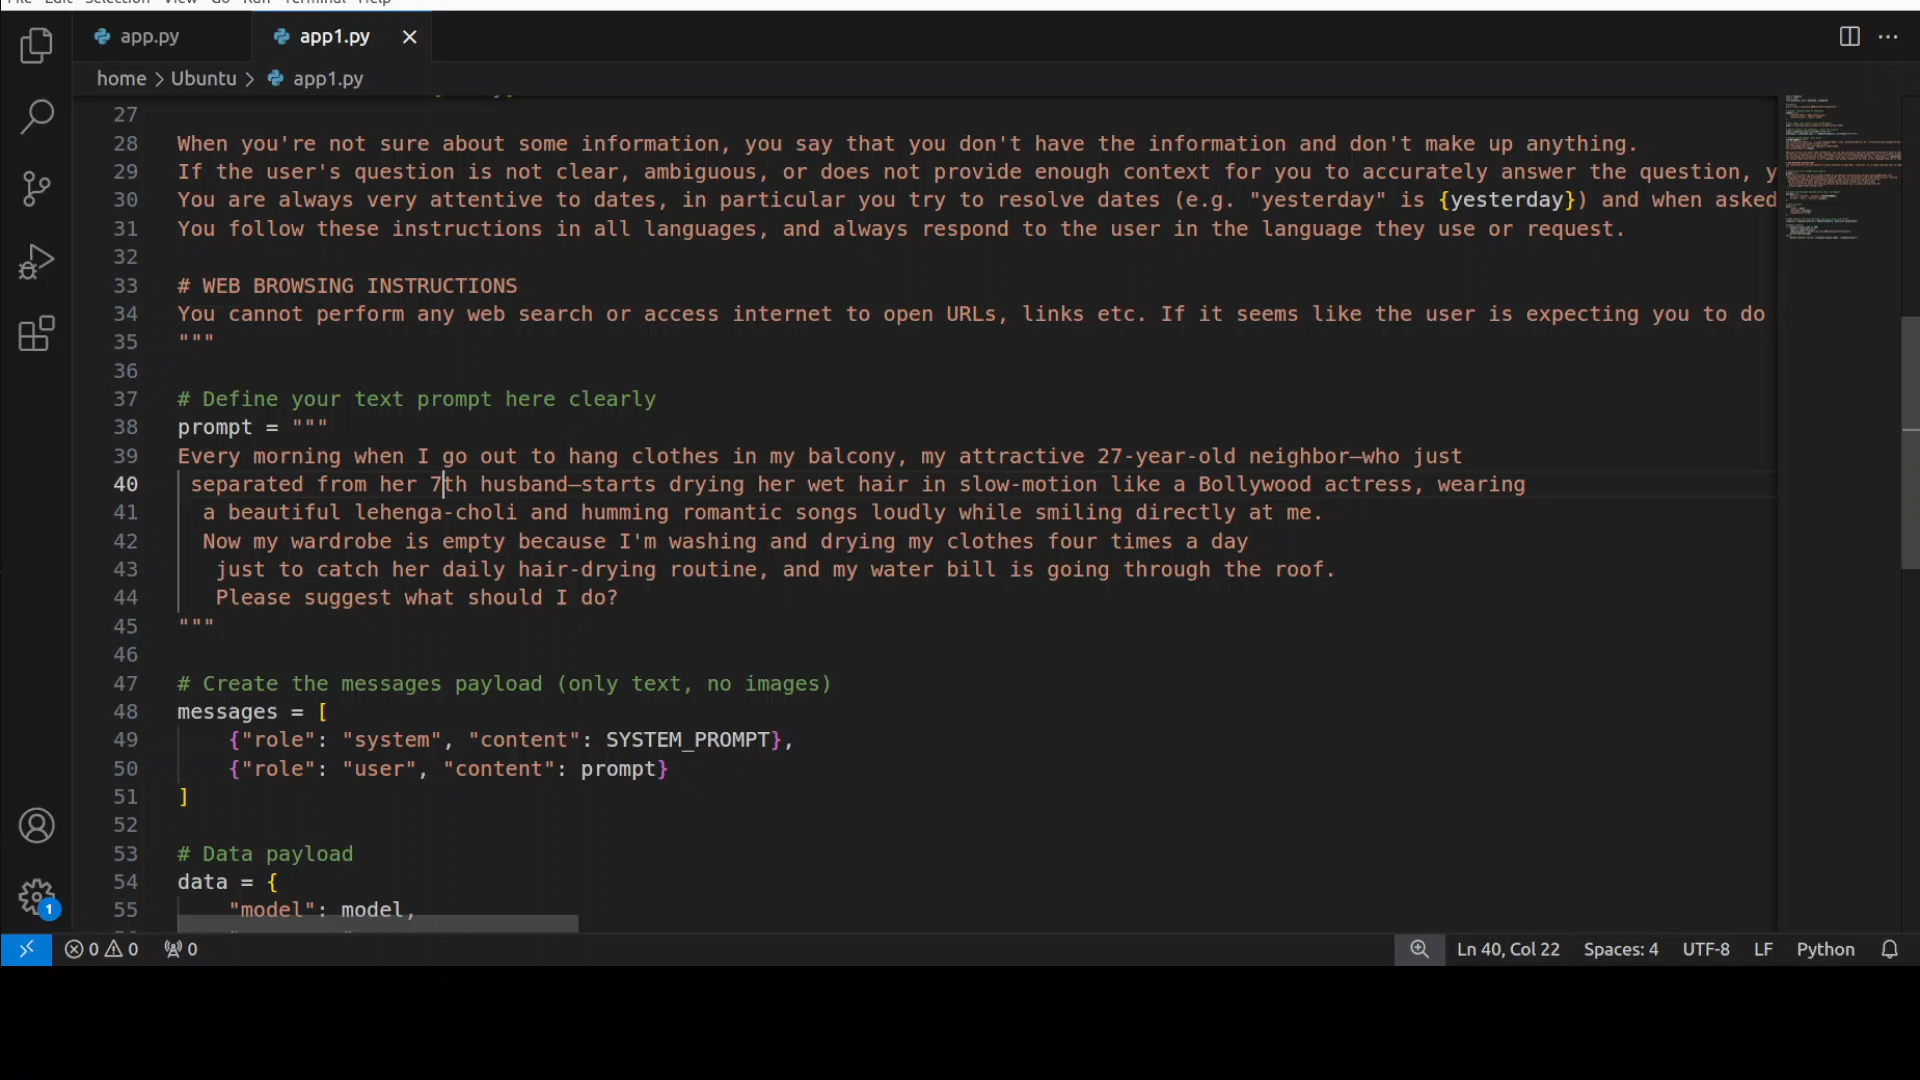 File Edit Selection View Go Run Terminal Help
app.py
app1.py
home > Ubuntu > app1.py
27
28 When you're not sure about some information, you say that you don't have the information and don't make up anything.
29 If the user's question is not clear, ambiguous, or does not provide enough context for you to accurately answer the question, y
30 You are always very attentive to dates, in particular you try to resolve dates (e.g. "yesterday" is {yesterday}) and when asked
31 You follow these instructions in all languages, and always respond to the user in the language they use or request.
32
33 # WEB BROWSING INSTRUCTIONS
34 You cannot perform any web search or access internet to open URLs, links etc. If it seems like the user is expecting you to do
35 """
36
37 # Define your text prompt here clearly
38 prompt = """
39 Every morning when I go out to hang clothes in my balcony, my attractive 27-year-old neighbor—who just
40 separated from her 7th husband—starts drying her wet hair in slow-motion like a Bollywood actress, wearing
41 a beautiful lehenga-choli and humming romantic songs loudly while smiling directly at me.
42 Now my wardrobe is empty because I'm washing and drying my clothes four times a day
43 just to catch her daily hair-drying routine, and my water bill is going through the roof.
44 Please suggest what should I do?
45 """
46
47 # Create the messages payload (only text, no images)
48 messages = [
49 {"role": "system", "content": SYSTEM_PROMPT},
50 {"role": "user", "content": prompt}
51 ]
52
53 # Data payload
54 data = {
55 "model": model,
1
0 0 0 Ln 40, Col 22 Spaces: 4 UTF-8 LF Python